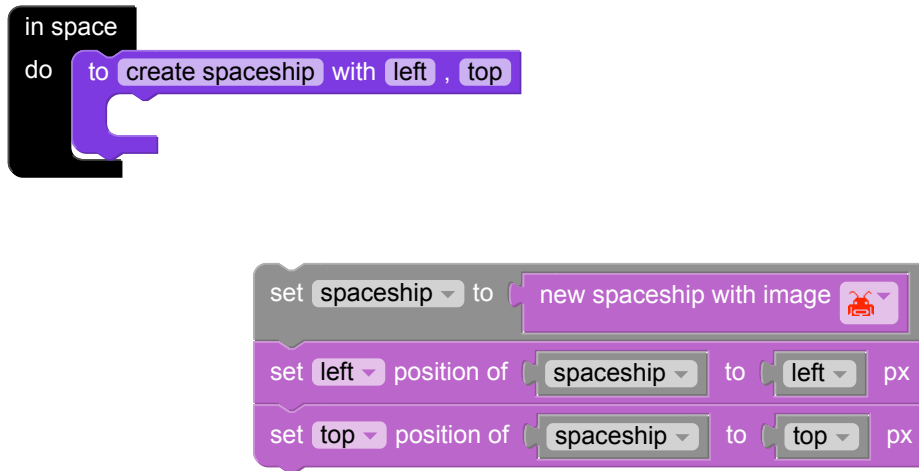 in space
do to create spaceship with left , top
set spaceship to new spaceship with image
set left position of spaceship to left px
set top position of spaceship to top px